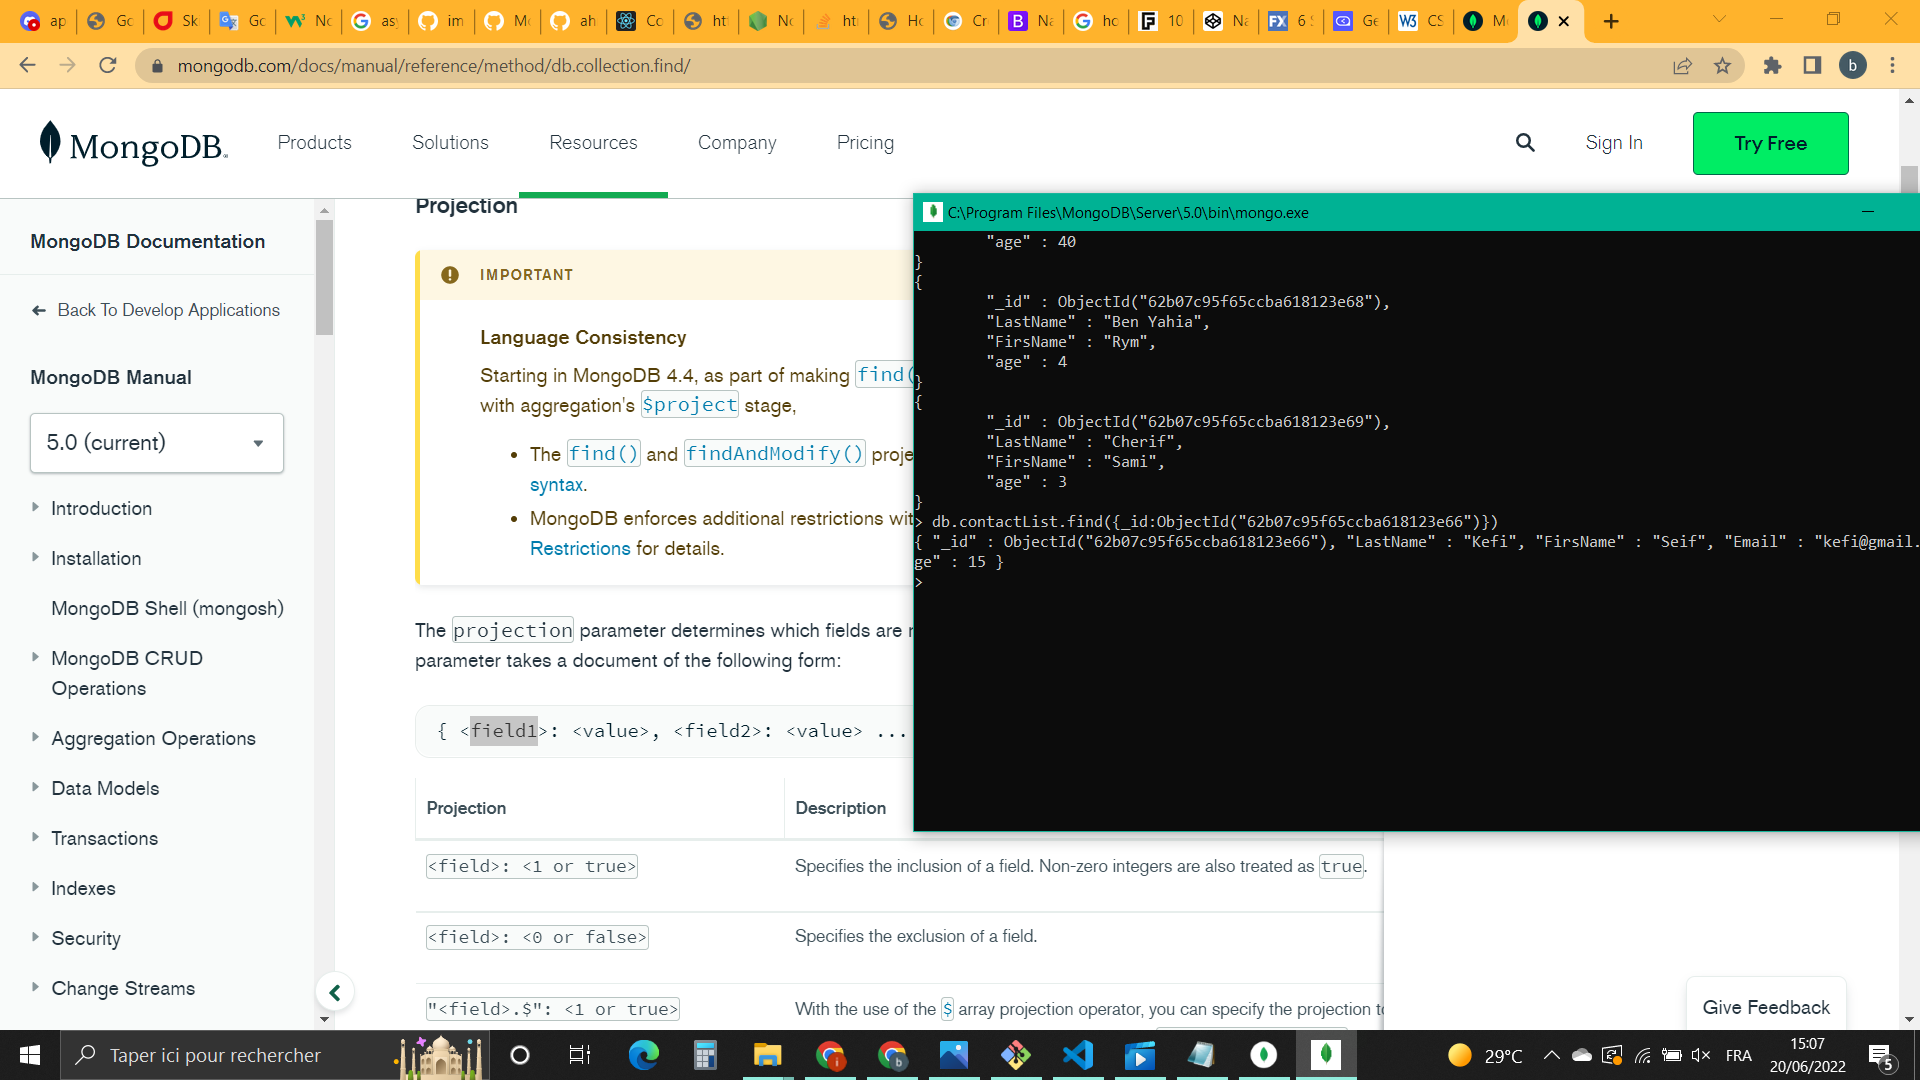 ap
Gc
Sk
Gc
Nc
as
im
Mc
ah
Co
ht
Nc
ht
Hc
Cr
Na
ho
10
Na
6 S
Ge
CS
M
mongodb.com/docs/manual/reference/method/db.collection.find/
b
MongoDB.
Products
Solutions
Resources
Company
Pricing
Sign In
Try Free
MongoDB Documentation
Back To Develop Applications
MongoDB Manual
5.0 (current)
Introduction
Installation
MongoDB Shell (mongosh)
MongoDB CRUD
Operations
Aggregation Operations
Data Models
Transactions
Indexes
Security
Change Streams
Projection
IMPORTANT
Language Consistency
Starting in MongoDB 4.4, as part of making find(
with aggregation's $project stage,
• The find() and findAndModify() proje
syntax.
• MongoDB enforces additional restrictions wit
Restrictions for details.
The projection parameter determines which fields are r
parameter takes a document of the following form:
{ <field1>: <value>, <field2>: <value> ...
Projection
Description
<field>: <1 or true>
Specifies the inclusion of a field. Non-zero integers are also treated as true.
<field>: <0 or false>
Specifies the exclusion of a field.
"<field>.$": <1 or true>
With the use of the $ array projection operator, you can specify the projection to
C:\Program Files\MongoDB\Server\5.0\bin\mongo.exe
"age" : 40
}
{
"_id" : ObjectId("62b07c95f65ccba618123e68"),
"LastName" : "Ben Yahia",
"FirsName" : "Rym",
"age" : 4
}
{
"_id" : ObjectId("62b07c95f65ccba618123e69"),
"LastName" : "Cherif",
"FirsName" : "Sami",
"age" : 3
}
> db.contactList.find({_id:ObjectId("62b07c95f65ccba618123e66")})
{ "_id" : ObjectId("62b07c95f65ccba618123e66"), "LastName" : "Kefi", "FirsName" : "Seif", "Email" : "kefi@gmail.
ge" : 15 }
>
Give Feedback
Taper ici pour rechercher
29°C
FRA
15:07
20/06/2022
5